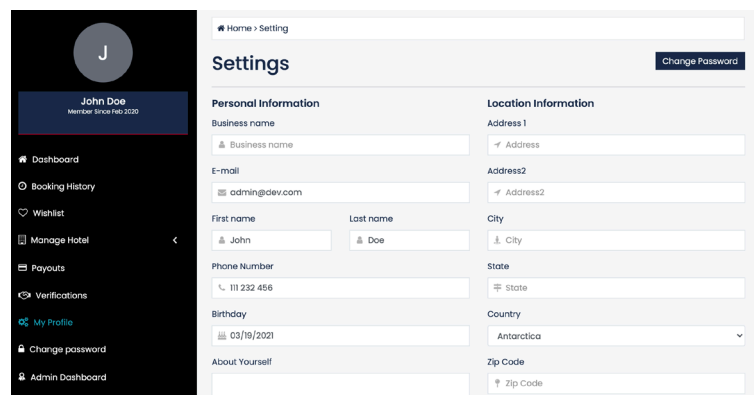 J
John Doe
Member Since Feb 2020
Dashboard
Booking History
Wishlist
Manage Hotel
Payouts
Verifications
My Profile
Change password
Admin Dashboard
Home > Setting
Settings
Change Password
Personal Information
Business name
Business name
E-mail
admin@dev.com
First name
Last name
John
Doe
Phone Number
111 232 456
Birthday
03/19/2021
About Yourself
Location Information
Address 1
Address
Address2
Address2
City
City
State
State
Country
Antarctica
Zip Code
Zip Code